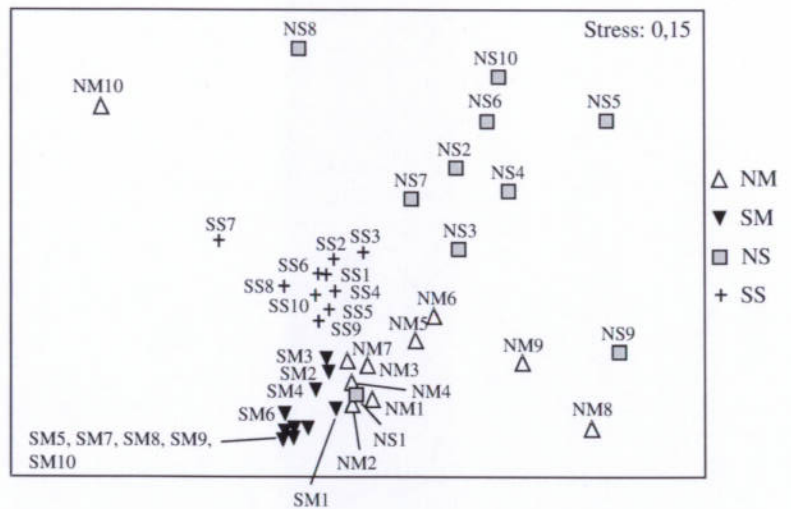 NS8
Stress: 0,15
NS10
NM10
NS6
NS5
NS2
NS4
NS7
NM
SM
SS7
SS2
SS3
NS3
NS
SS6
SS1
SS8
SS4
SS
SS10
NM6
SS5
SS9
NM5
NS9
SM3
NM7
NM9
SM2
NM3
SM4
NM4
NM1
SM6
NM8
NS1
SM5, SM7, SM8, SM9,
SM10
NM2
SM1